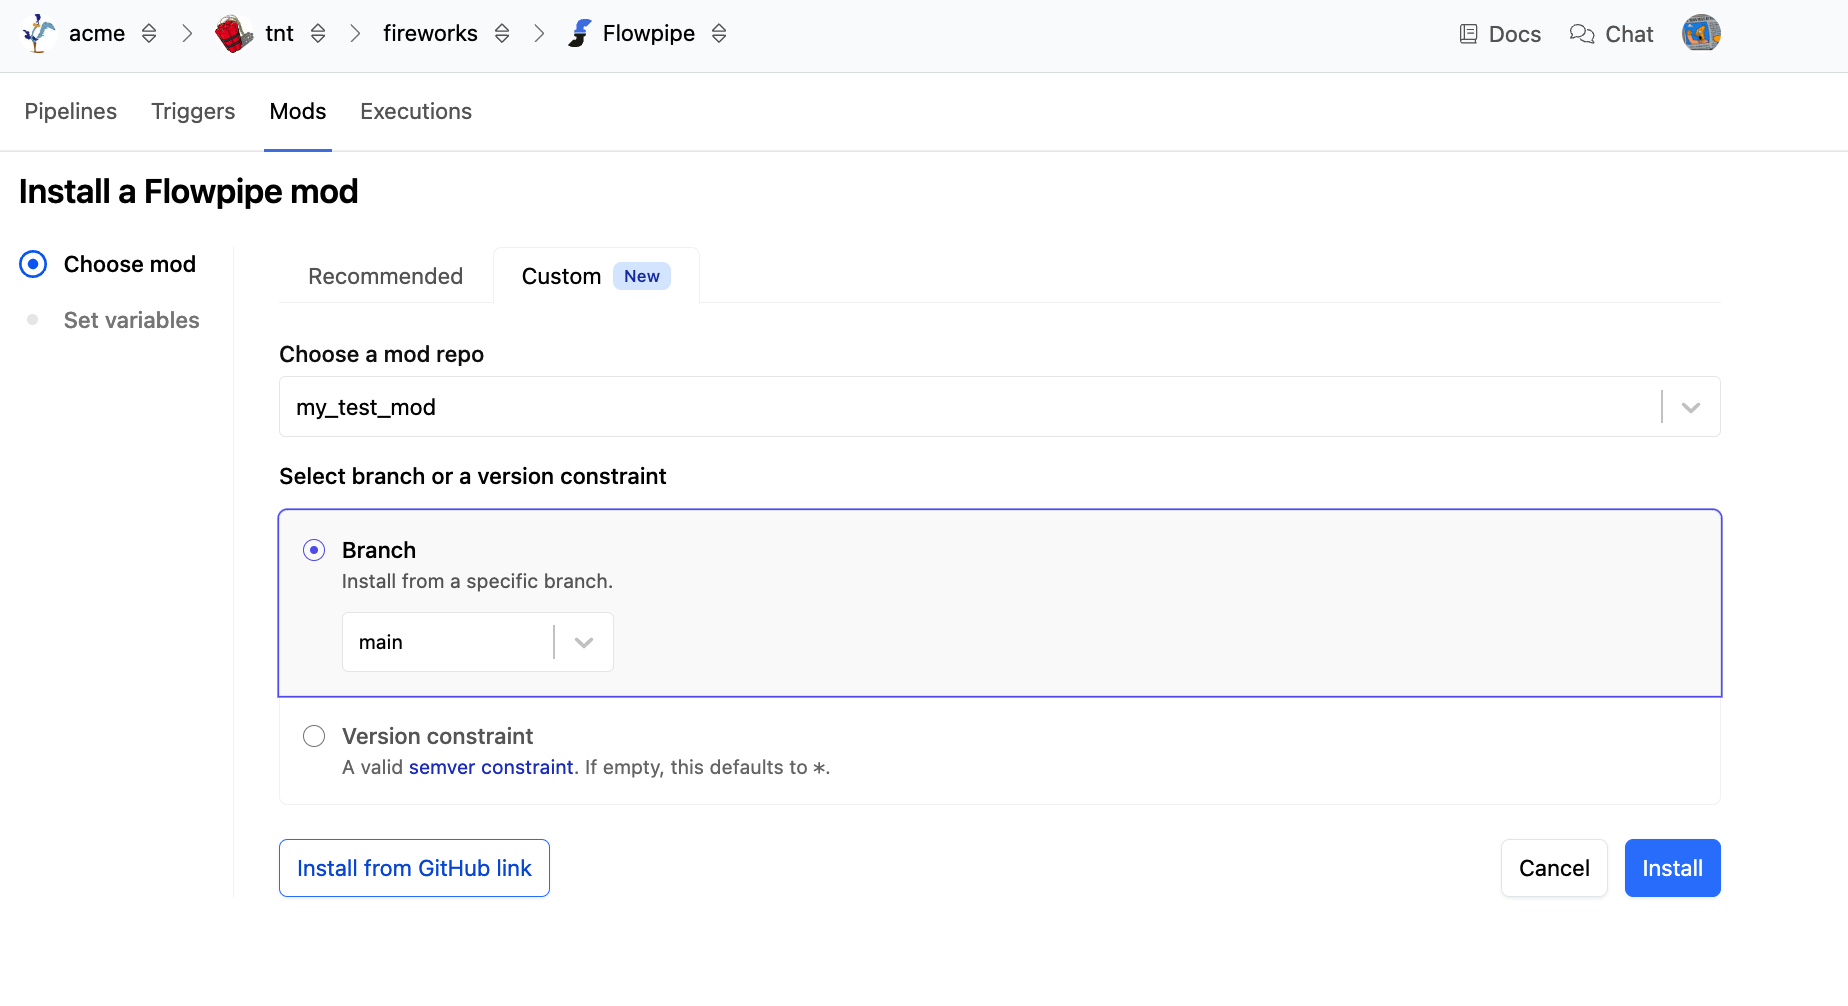 acme tnt fireworks Flowpipe Docs Chat
Pipelines Triggers Mods Executions
Install a Flowpipe mod
Choose mod
Set variables
Recommended Custom New
Choose a mod repo
my_test_mod
Select branch or a version constraint
Branch
Install from a specific branch.
main
Version constraint
A valid semver constraint. If empty, this defaults to *.
Install from GitHub link Cancel Install